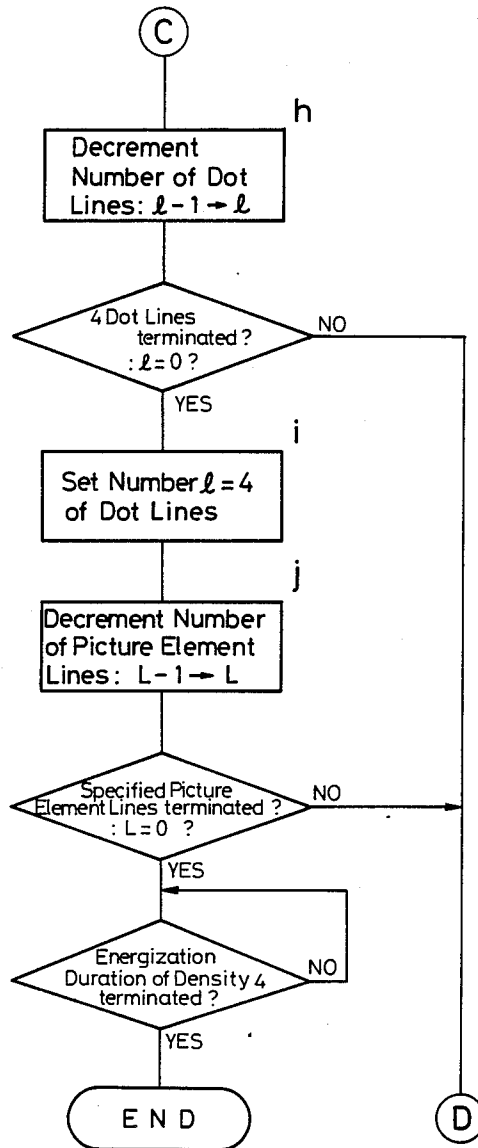 C
h
Decrement
Number of Dot
Lines: ℓ-1→ℓ
4 Dot Lines
terminated ?
: ℓ=0 ?
NO
YES
i
Set Number ℓ=4
of Dot Lines
j
Decrement Number
of Picture Element
Lines: L-1→L
Specified Picture
Element Lines terminated ?
: L=0 ?
NO
YES
Energization
Duration of Density 4
terminated ?
NO
YES
END
D